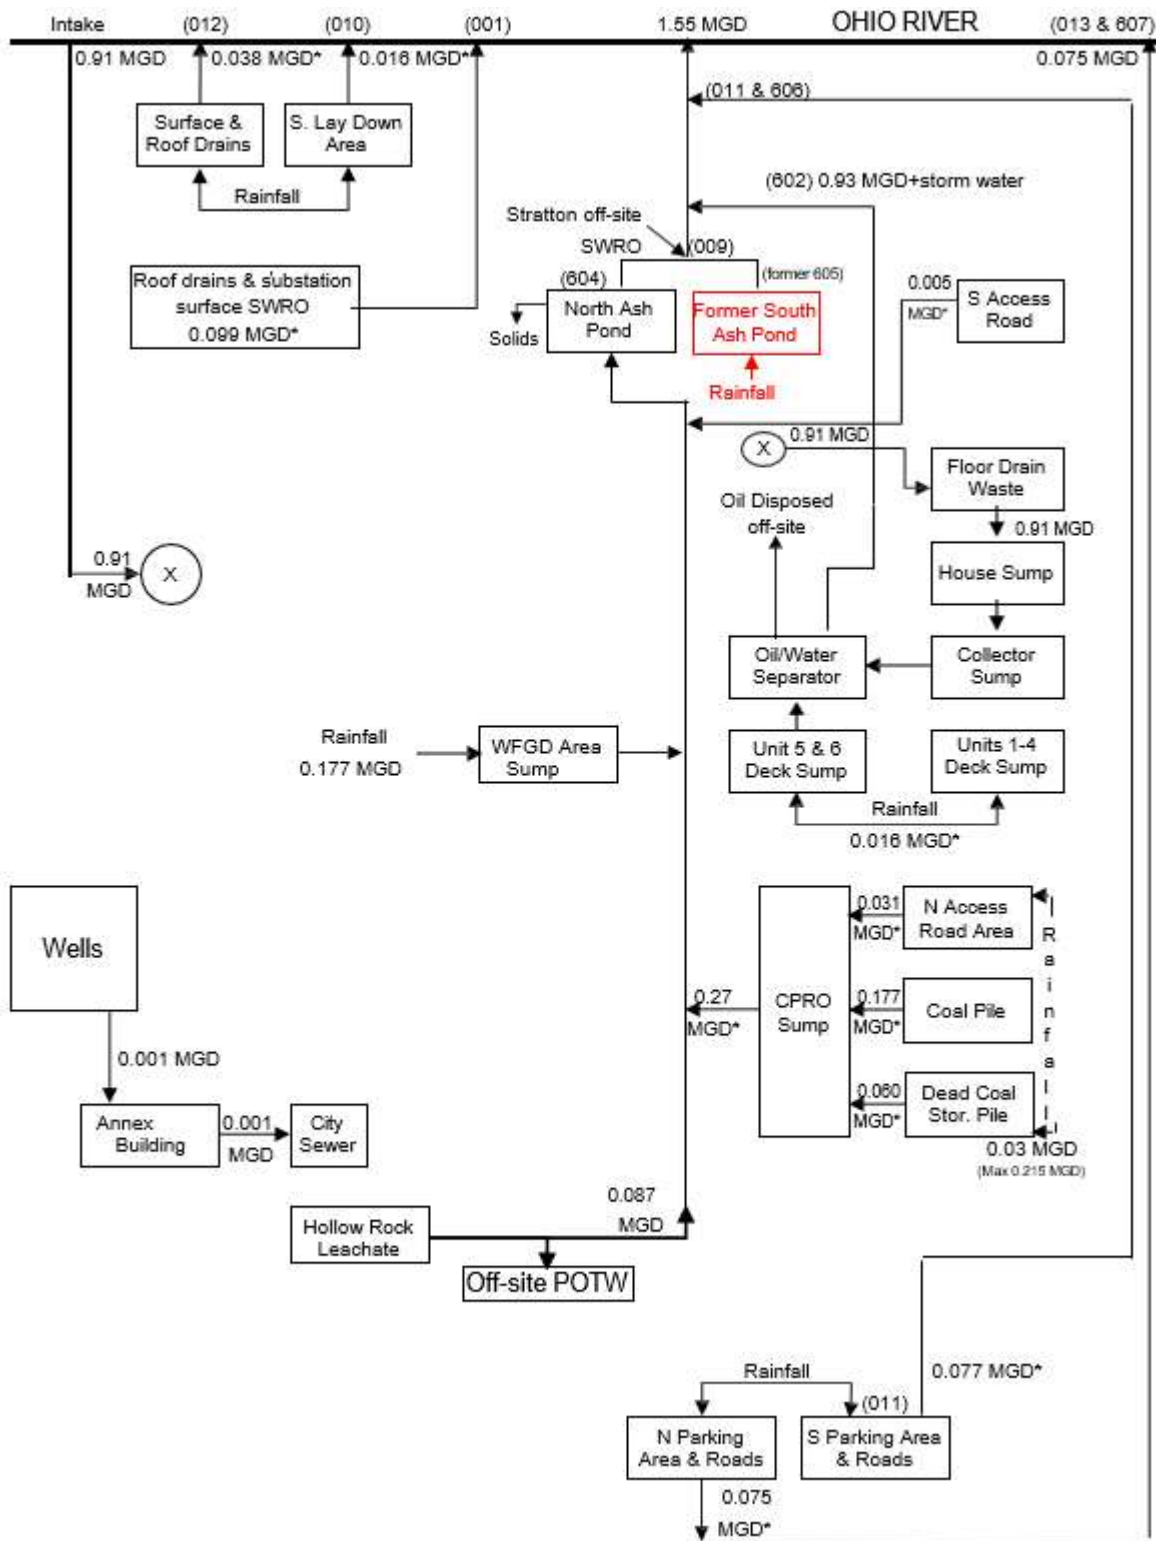 Intake
(012)
(010)
(001)
1.55 MGD
OHIO RIVER
(013 & 607)
0.91 MGD
0.038 MGD*
0.016 MGD*
0.075 MGD
(011 & 606)
Surface &
Roof Drains
S. Lay Down
Area
Rainfall
(602) 0.93 MGD+storm water
Stratton off-site
SWRO
(009)
Roof drains & substation
surface SWRO
0.099 MGD*
(604)
(former 605)
North Ash
Pond
Solids
Former South
Ash Pond
Rainfall
0.005
MGD*
S Access
Road
X
0.91 MGD
Floor Drain
Waste
Oil Disposed
off-site
0.91 MGD
0.91
MGD
X
House Sump
Oil/Water
Separator
Collector
Sump
Rainfall
0.177 MGD
WFGD Area
Sump
Unit 5 & 6
Deck Sump
Units 1-4
Deck Sump
Rainfall
0.016 MGD*
Wells
0.031
MGD*
N Access
Road Area
Rainfall
CPRO
Sump
0.27
MGD*
0.177
MGD*
Coal Pile
0.001 MGD
0.060
MGD*
Dead Coal
Stor. Pile
Annex
Building
0.001
MGD
City
Sewer
0.03 MGD
(Max 0.215 MGD)
0.087
MGD
Hollow Rock
Leachate
Off-site POTW
Rainfall
0.077 MGD*
(011)
N Parking
Area & Roads
S Parking Area
& Roads
0.075
MGD*